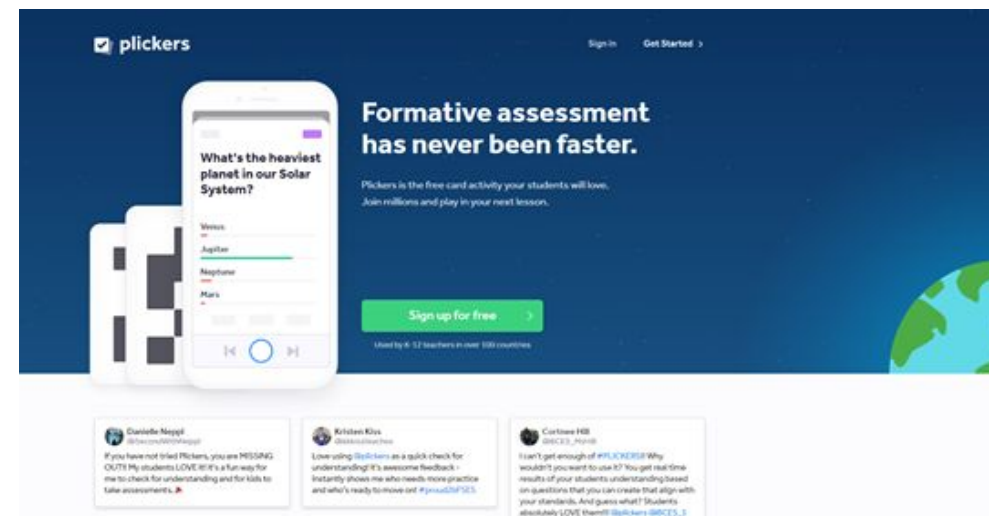 plickers
Sign in
Get Started >
Formative assessment
has never been faster.
Plickers is the free card activity your students will love.
Join millions and play in your next lesson.
What's the heaviest
planet in our Solar
System?
Venus
Jupiter
Neptune
Mars
Sign up for free >
Used by K-12 teachers in over 100 countries
Danielle Neppl
If you have not tried Plickers, you are MISSING
OUT!! My students LOVE it! It's a fun way for
me to check for understanding and for kids to
take assessments.
Kristen Kiss
Love using @plickers as a quick check for
understanding! It's awesome feedback -
instantly shows me who needs more practice
and who's ready to move on!
Hill
I can't get enough of #PLICKERS!! Why
wouldn't you want to use it? You get real time
results of your students understanding based
on questions that you can create that align with
your standards. And guess what? Students
absolutely LOVE them!!! @plickers @BCES_1